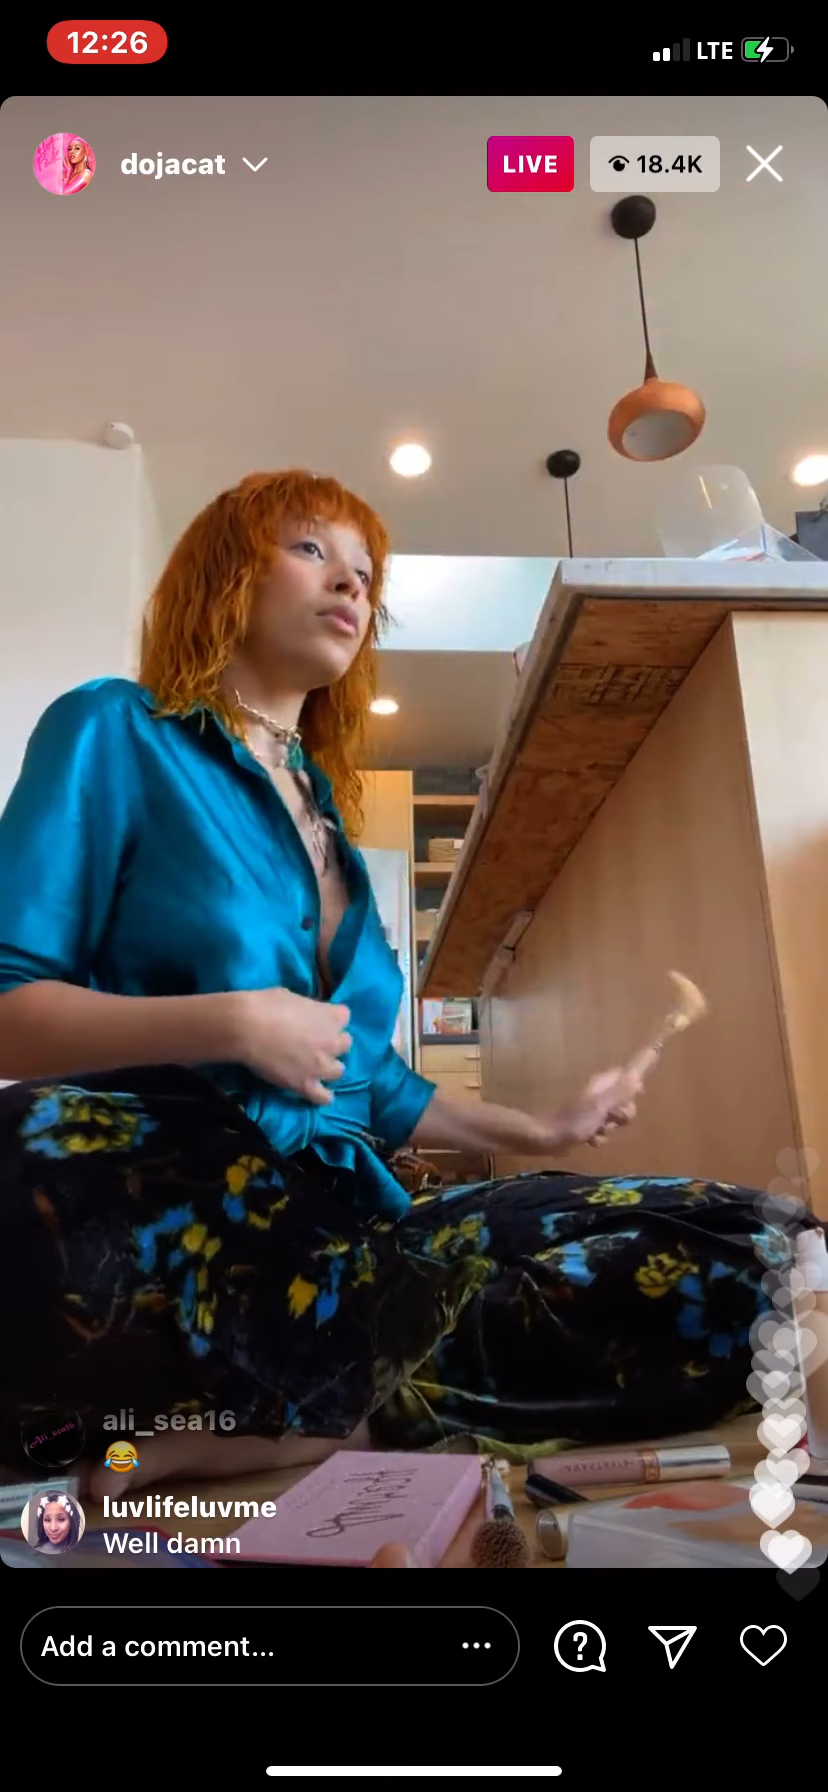 12:26
LTE
dojacat
LIVE
18.4K
ali_sea16
😂
luvlifeluvme
Well damn
Add a comment...